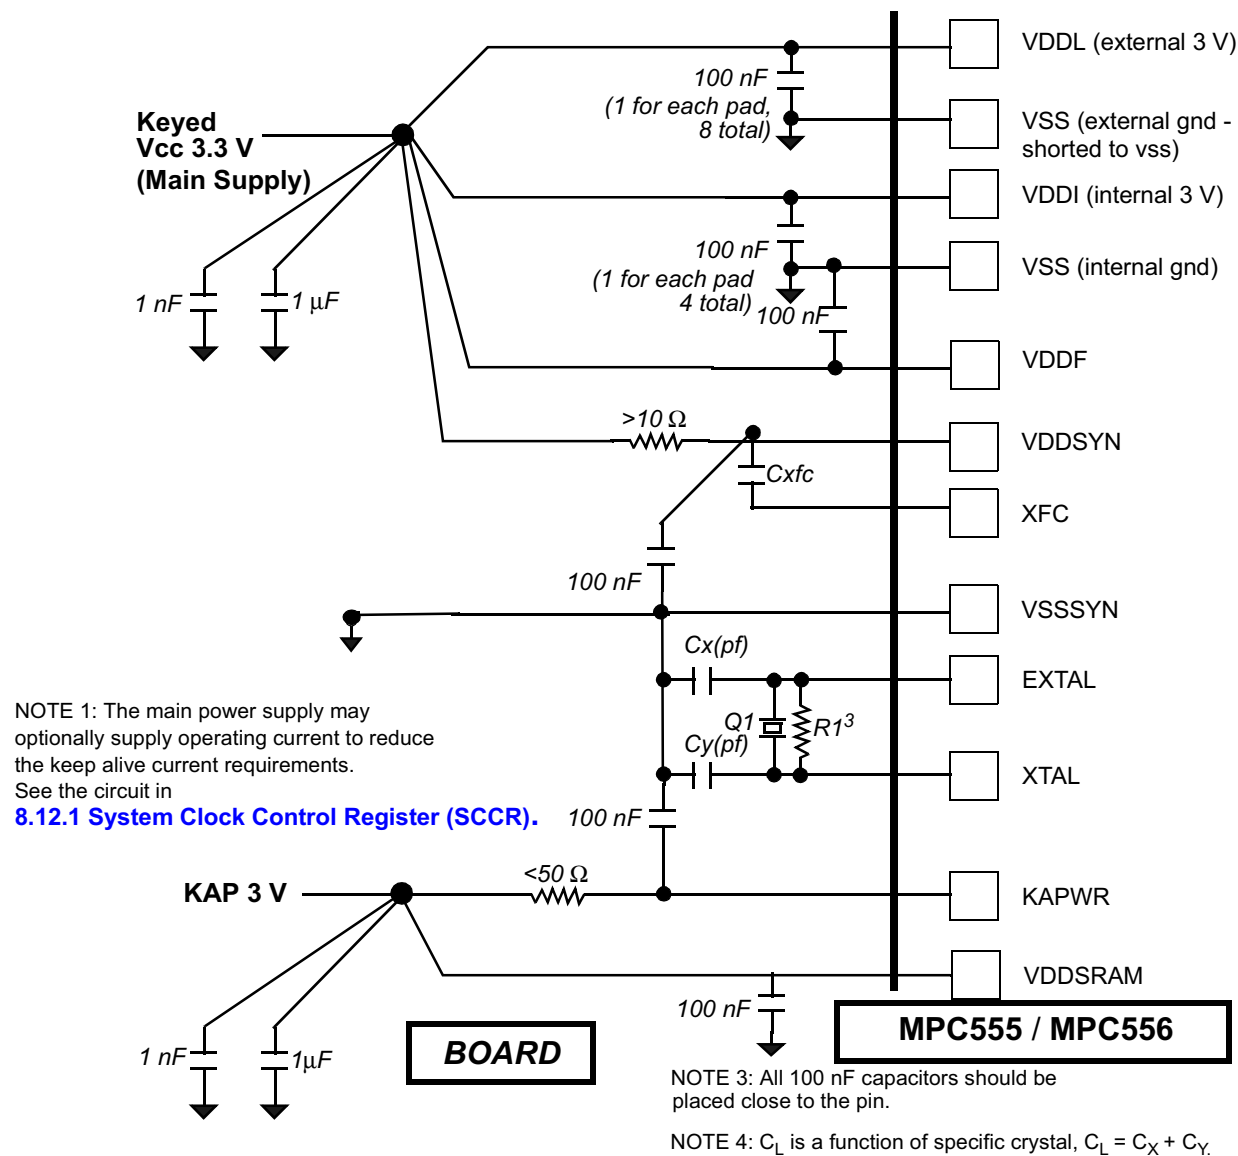 VDDL (external 3 V)
100 nF
(1 for each pad,
8 total)
Keyed
Vcc 3.3 V
(Main Supply)
VSS (external gnd -
shorted to vss)
VDDI (internal 3 V)
100 nF
(1 for each pad
4 total)
VSS (internal gnd)
1 nF
1 μF
100 nF
VDDF
>10 Ω
VDDSYN
Cxfc
XFC
100 nF
VSSSYN
Cx(pf)
EXTAL
Q1
R1³
Cy(pf)
XTAL
NOTE 1: The main power supply may
optionally supply operating current to reduce
the keep alive current requirements.
See the circuit in
8.12.1 System Clock Control Register (SCCR).
100 nF
<50 Ω
KAP 3 V
KAPWR
VDDSRAM
100 nF
1 nF
1μF
BOARD
MPC555 / MPC556
NOTE 3: All 100 nF capacitors should be
placed close to the pin.
NOTE 4: CL is a function of specific crystal, CL = CX + CY.